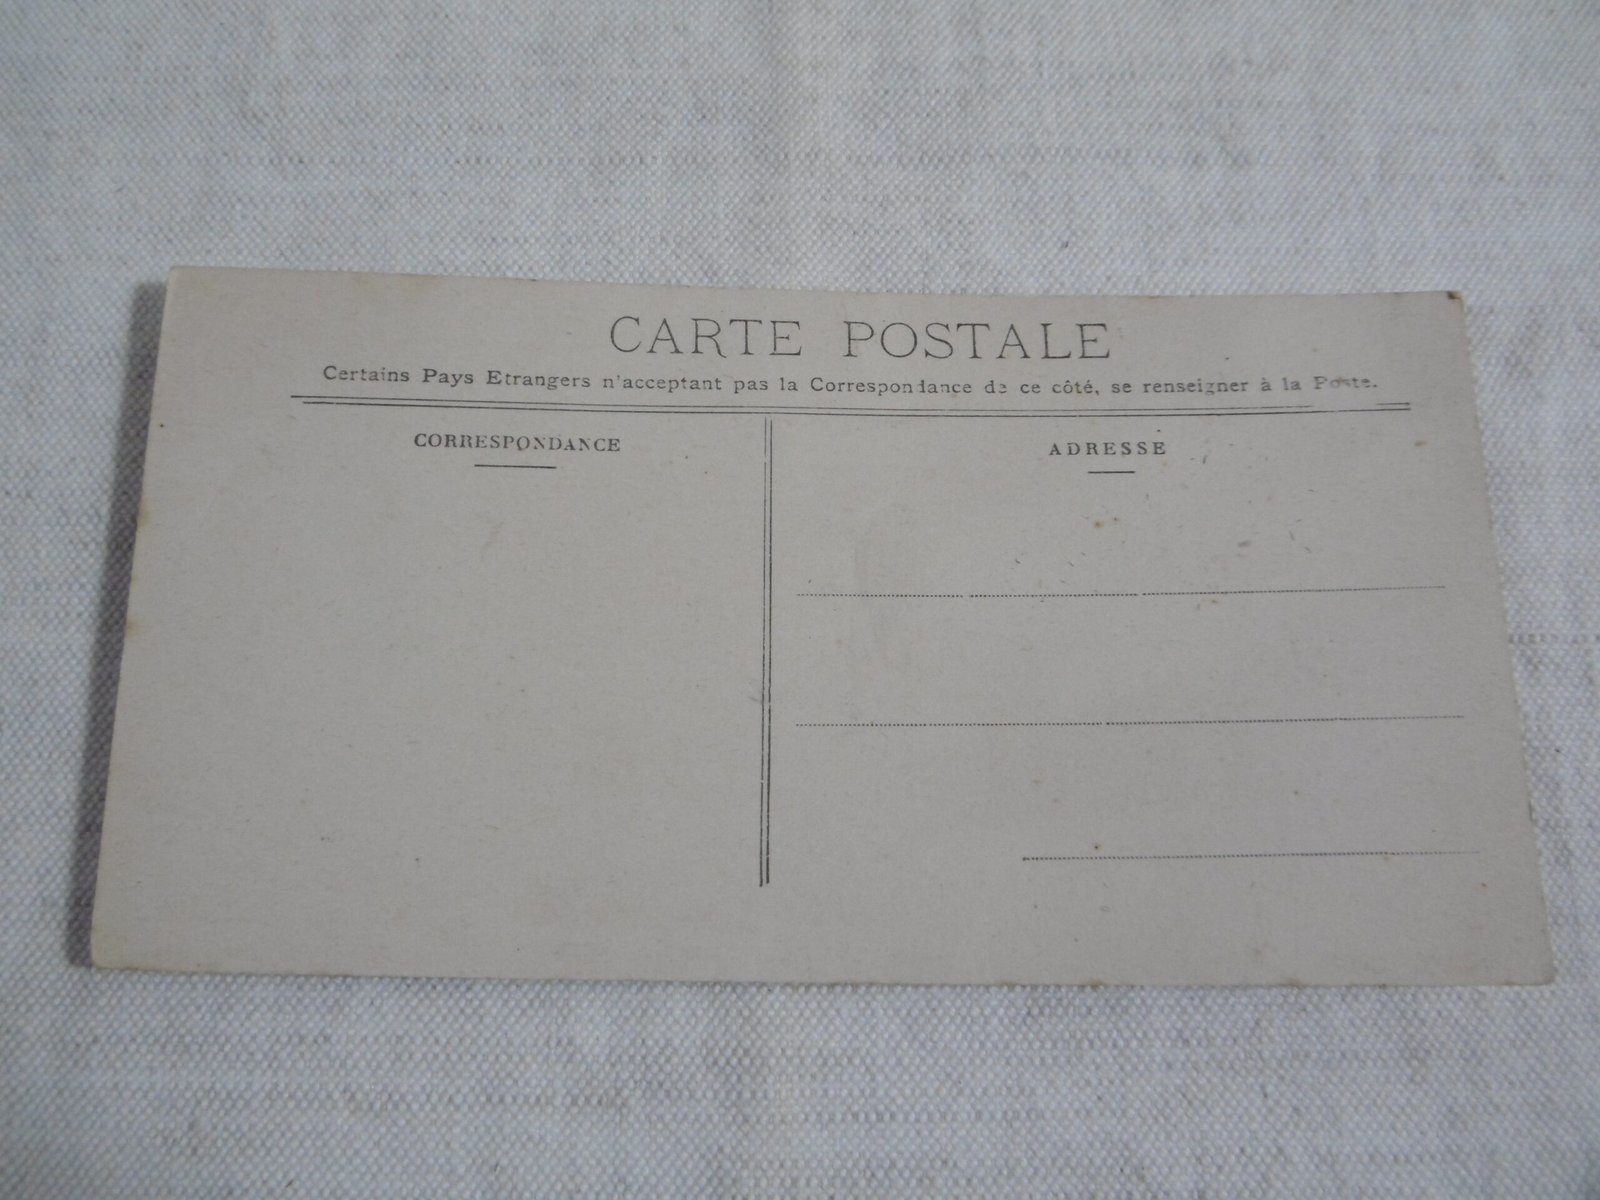 CARTE POSTALE
Certains Pays Etrangers n'acceptant pas la Correspondance de ce côté, se renseigner à la Poste.
CORRESPONDANCE
ADRESSE